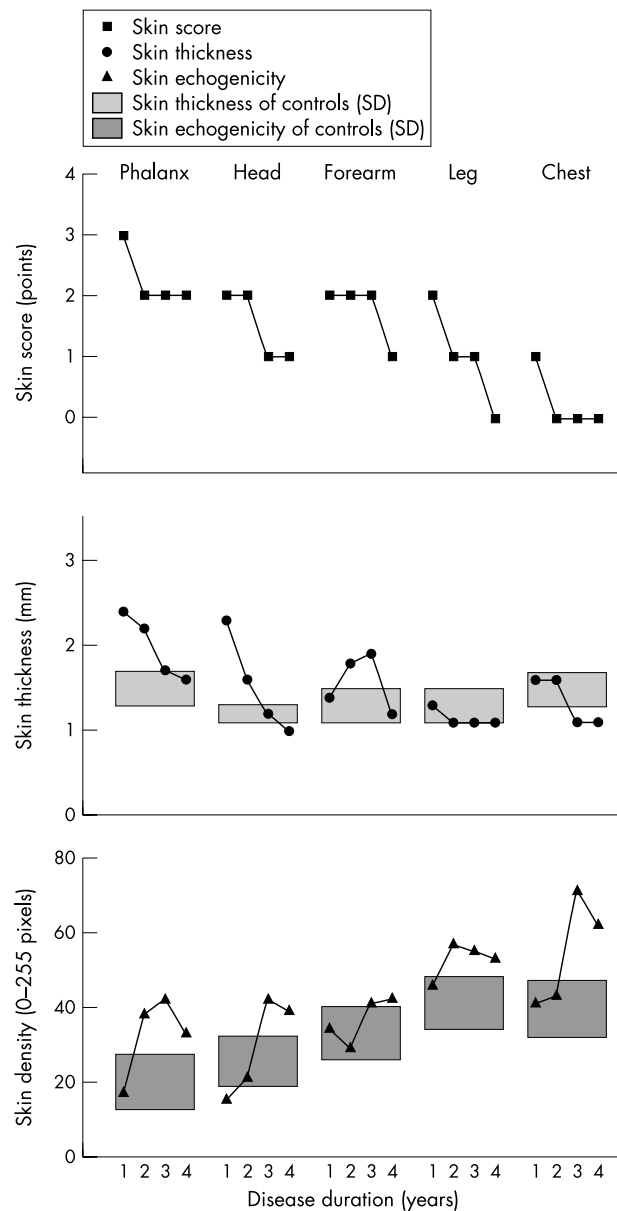 Skin score
Skin thickness
Skin echogenicity
Skin thickness of controls (SD)
Skin echogenicity of controls (SD)
Phalanx Head Forearm Leg Chest
4
3
2
1
0
Skin score (points)
3
2
1
0
Skin thickness (mm)
80
60
40
20
0
Skin density (0–255 pixels)
1 2 3 4 1 2 3 4 1 2 3 4 1 2 3 4 1 2 3 4
Disease duration (years)